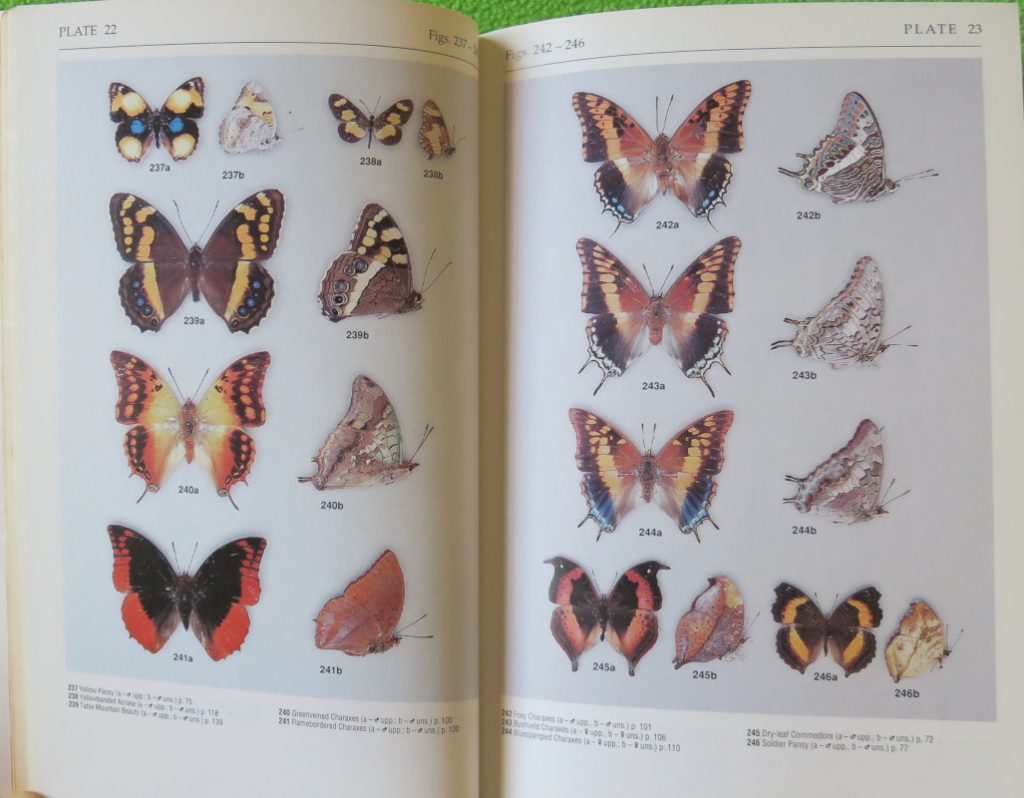 PLATE 22
Figs. 237 –
237a
237b
238a
238b
239a
239b
240a
240b
241a
241b
237 Yellow Pansy (a – ♂ upp.; b – ♂ uns.) p. 75
238 Yellowbanded Acraea (a – ♂ upp.; b – ♂ uns.) p. 118
239 Table Mountain Beauty (a – ♂ upp.; b – ♂ uns.) p. 139
240 Greenveined Charaxes (a – ♂ upp.; b – ♂ uns.) p. 100
241 Flamebordered Charaxes (a – ♂ upp.; b – ♂ uns.) p. 100
Figs. 242 – 246
PLATE 23
242a
242b
243a
243b
244a
244b
245a
245b
246a
246b
242 Foxy Charaxes (a – ♂ upp.; b – ♂ uns.) p. 101
243 Bushveld Charaxes (a – ♀ upp.; b – ♀ uns.) p. 106
244 Bluespangled Charaxes (a – ♀ upp.; b – ♀ uns.) p. 110
245 Dry-leaf Commodore (a – ♂ upp.; b – ♂ uns.) p. 72
246 Soldier Pansy (a – ♂ upp.; b – ♂ uns.) p. 77